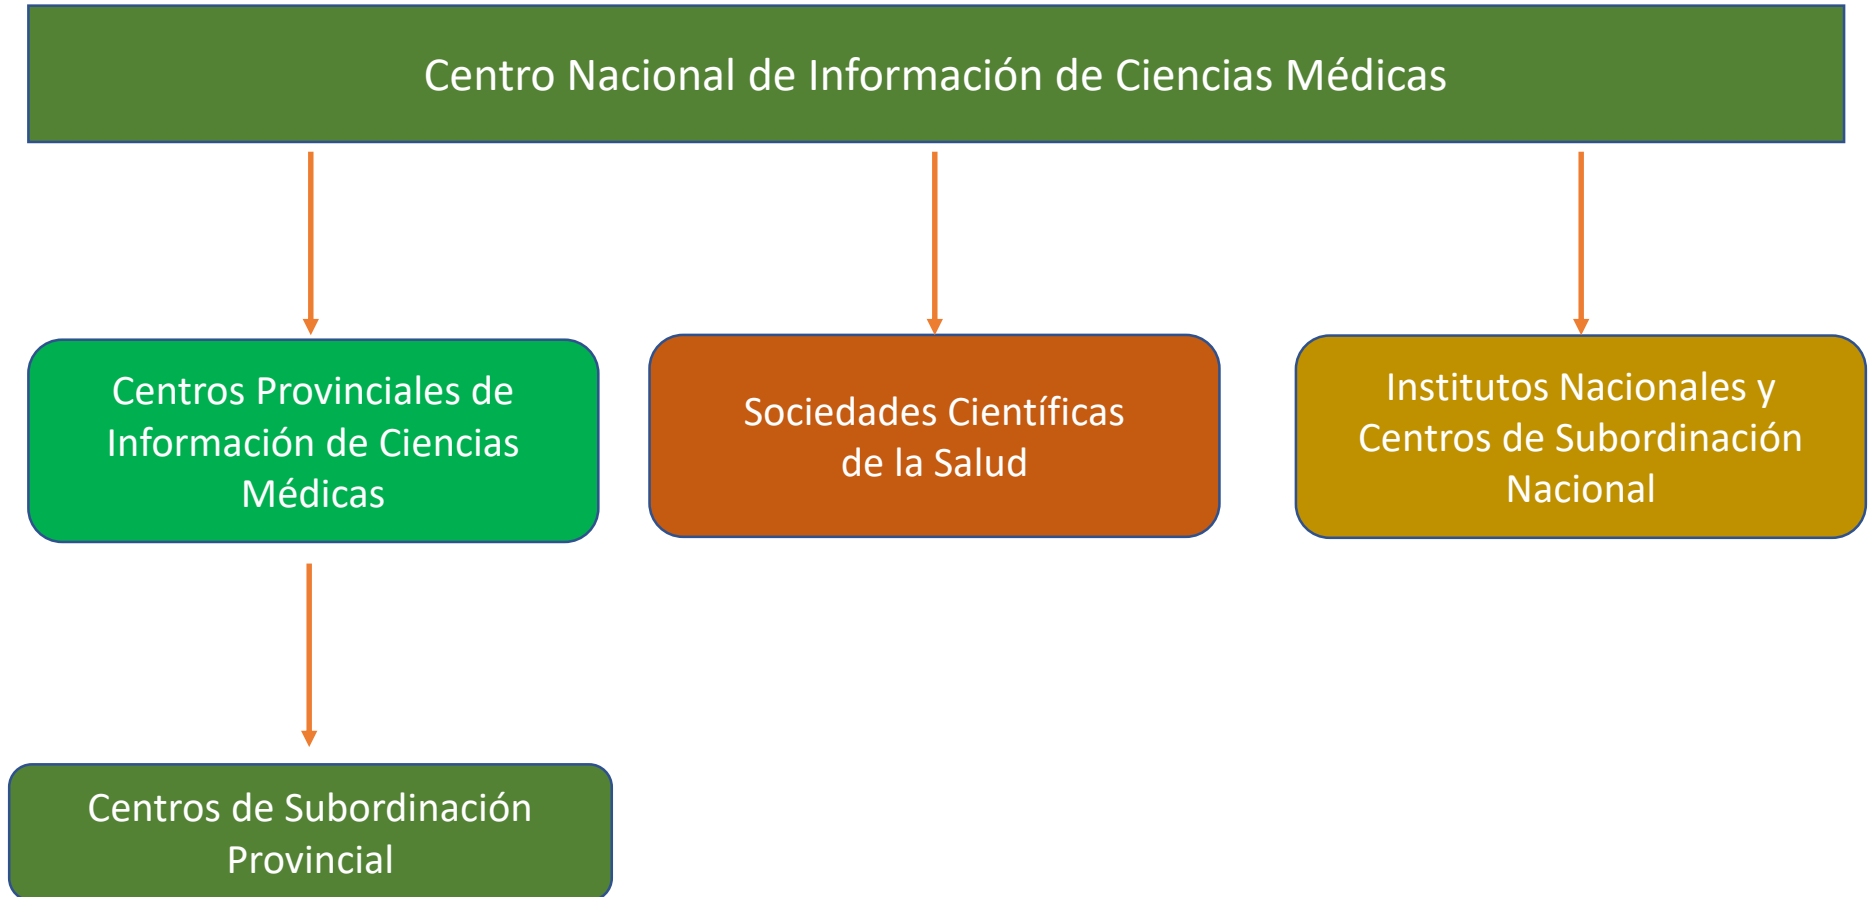 Centro Nacional de Información de Ciencias Médicas
Centros Provinciales de
Información de Ciencias
Médicas
Sociedades Científicas
de la Salud
Institutos Nacionales y
Centros de Subordinación
Nacional
Centros de Subordinación
Provincial